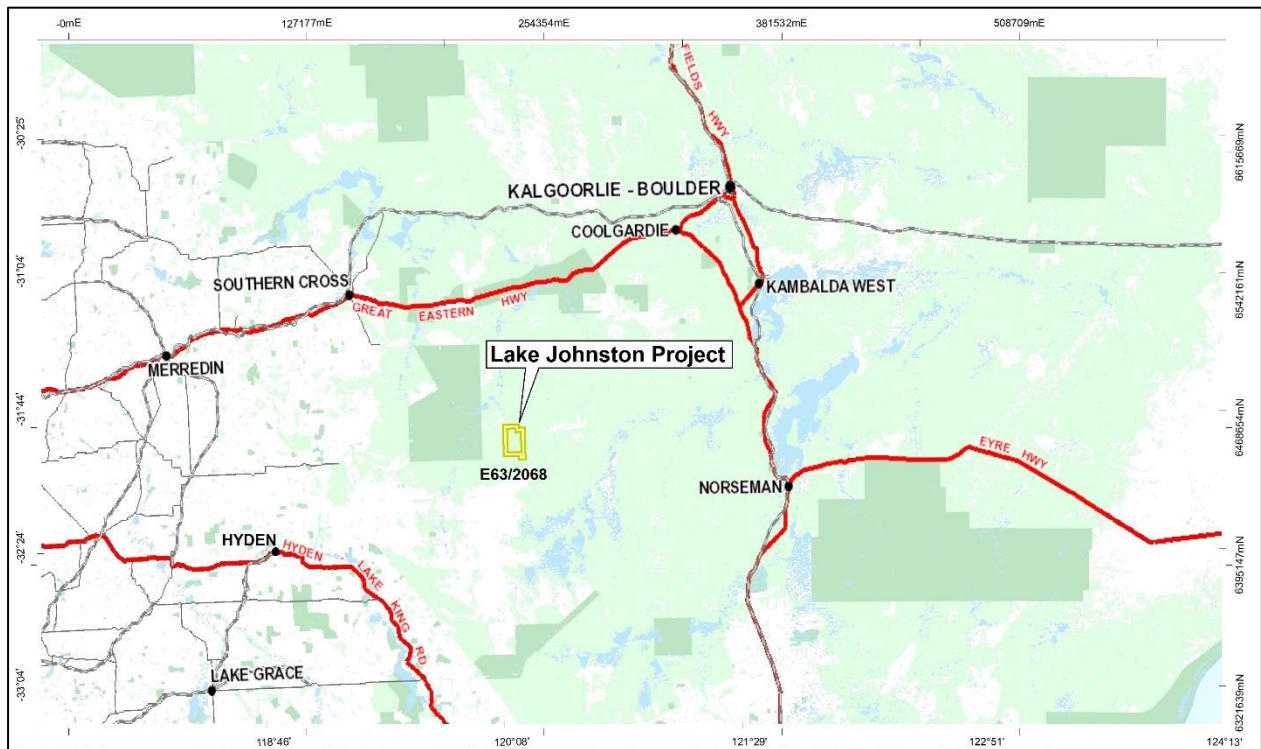 -0mE
127177mE
254354mE
381532mE
508709mE
FIELDS HWY
-30°25'
6615669mN
KALGOORLIE - BOULDER
COOLGARDIE
-31°04'
6542161mN
SOUTHERN CROSS
KAMBALDA WEST
GREAT EASTERN HWY
MERREDIN
Lake Johnston Project
-31°44'
6468654mN
E63/2068
EYRE HWY
NORSEMAN
HYDEN
HYDEN LAKE KING RD
-32°24'
6395147mN
LAKE GRACE
-33°04'
6321639mN
118°46'
120°08'
121°29'
122°51'
124°13'